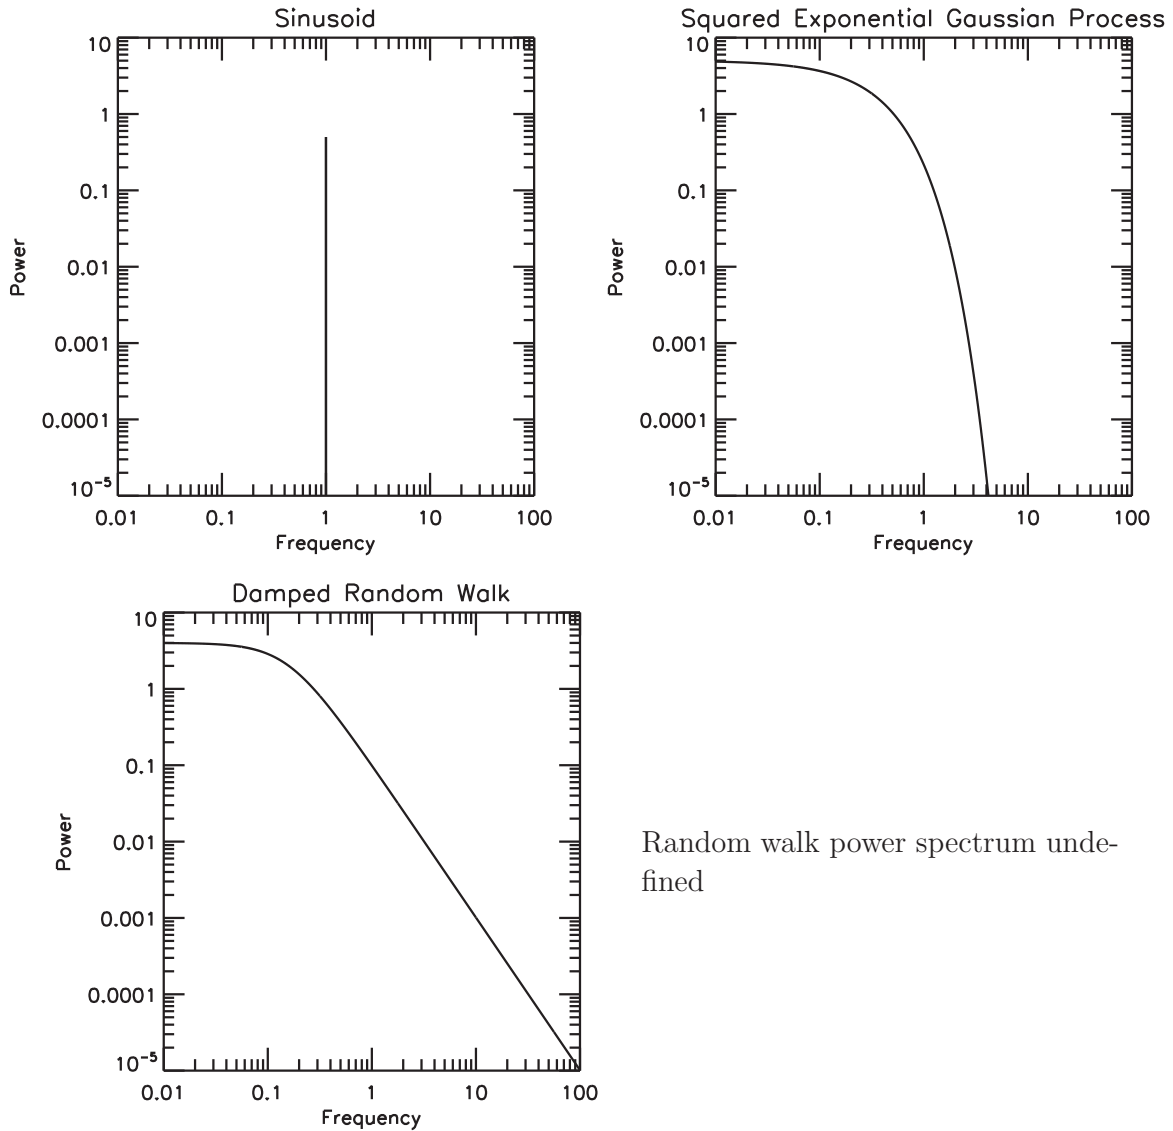 Sinusoid
Squared Exponential Gaussian Process
10
1
0.1
0.01
0.001
0.0001
10⁻⁵
Power
0.01 0.1 1 10 100
Frequency
10
1
0.1
0.01
0.001
0.0001
10⁻⁵
Power
0.01 0.1 1 10 100
Frequency
Damped Random Walk
10
1
0.1
0.01
0.001
0.0001
10⁻⁵
Power
0.01 0.1 1 10 100
Frequency
Random walk power spectrum unde-
fined